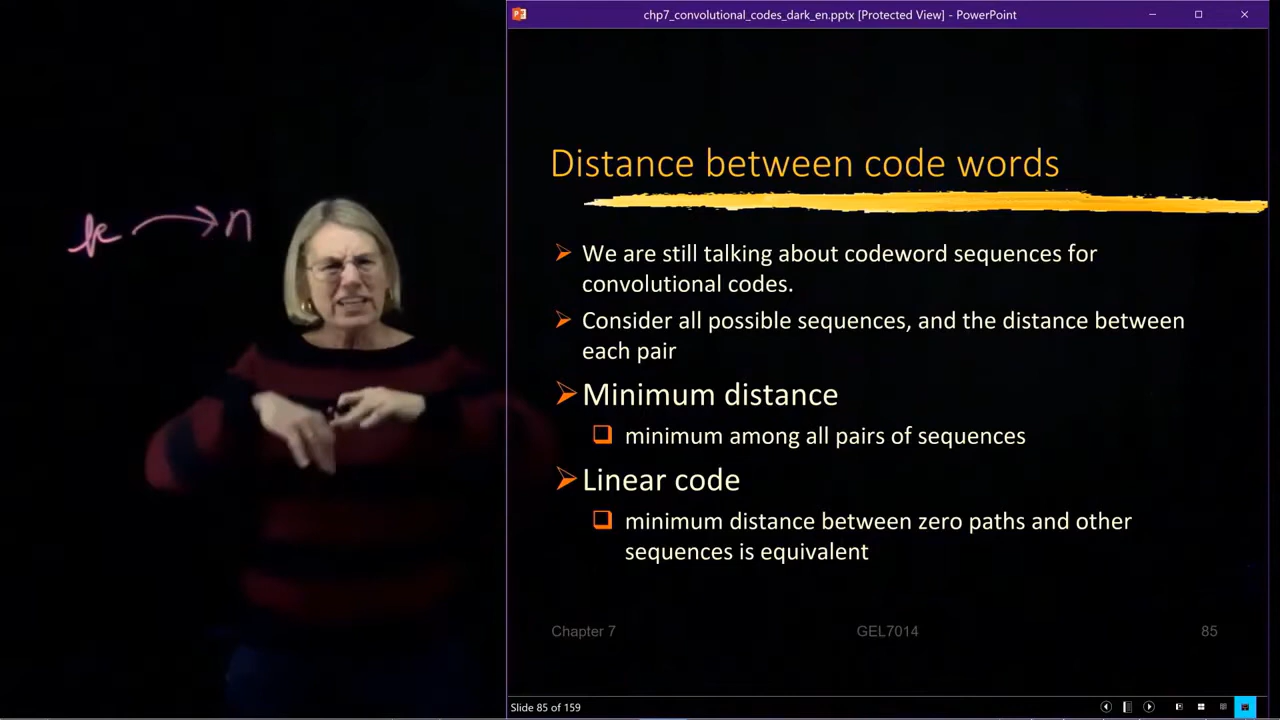 chp7_convolutional_codes_dark_en.pptx [Protected View] - PowerPoint
k → n
Distance between code words
We are still talking about codeword sequences for
convolutional codes.
Consider all possible sequences, and the distance between
each pair
Minimum distance
minimum among all pairs of sequences
Linear code
minimum distance between zero paths and other
sequences is equivalent
Chapter 7 GEL7014 85
Slide 85 of 159